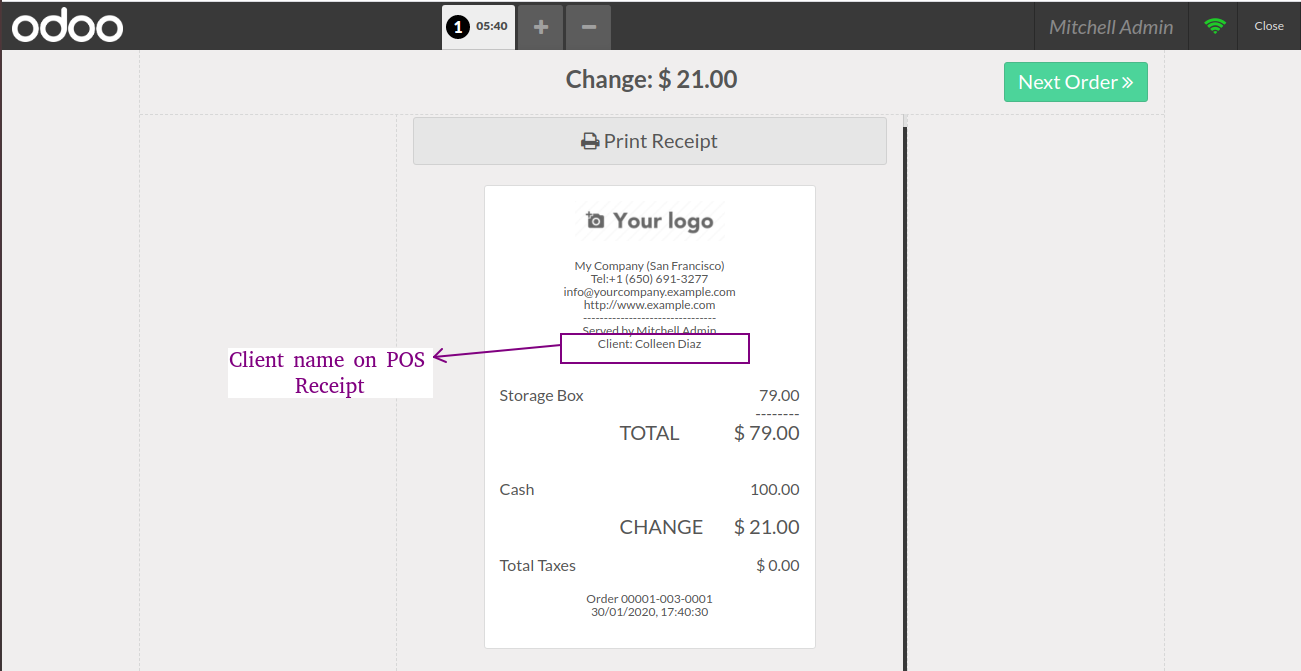 odoo
1 05:40 + −
Mitchell Admin
Close
Change: $ 21.00
Next Order »
Print Receipt
Your logo
My Company (San Francisco)
Tel:+1 (650) 691-3277
info@yourcompany.example.com
http://www.example.com
--------------------------------
Served by Mitchell Admin
Client: Colleen Diaz
Client name on POS
Receipt
Storage Box 79.00
--------
TOTAL $ 79.00
Cash 100.00
CHANGE $ 21.00
Total Taxes $ 0.00
Order 00001-003-0001
30/01/2020, 17:40:30